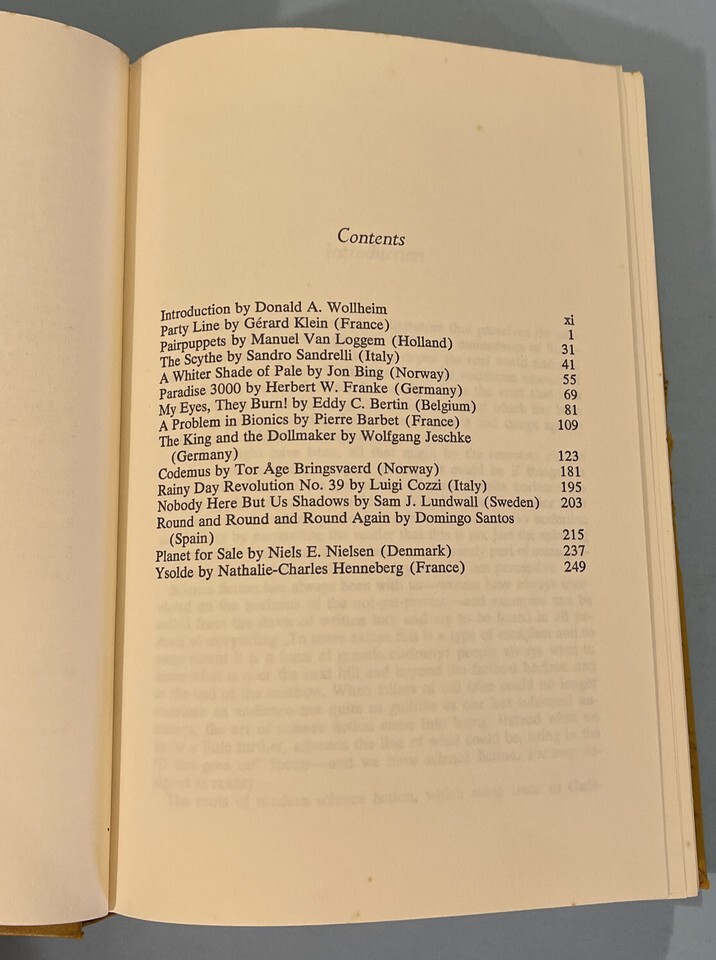 Contents
Introduction by Donald A. Wollheim xi
Party Line by Gérard Klein (France) 1
Pairpuppets by Manuel Van Loggem (Holland) 31
The Scythe by Sandro Sandrelli (Italy) 41
A Whiter Shade of Pale by Jon Bing (Norway) 55
Paradise 3000 by Herbert W. Franke (Germany) 69
My Eyes, They Burn! by Eddy C. Bertin (Belgium) 81
A Problem in Bionics by Pierre Barbet (France) 109
The King and the Dollmaker by Wolfgang Jeschke
(Germany) 123
Codemus by Tor Åge Bringsvaerd (Norway) 181
Rainy Day Revolution No. 39 by Luigi Cozzi (Italy) 195
Nobody Here But Us Shadows by Sam J. Lundwall (Sweden) 203
Round and Round and Round Again by Domingo Santos
(Spain) 215
Planet for Sale by Niels E. Nielsen (Denmark) 237
Ysolde by Nathalie-Charles Henneberg (France) 249